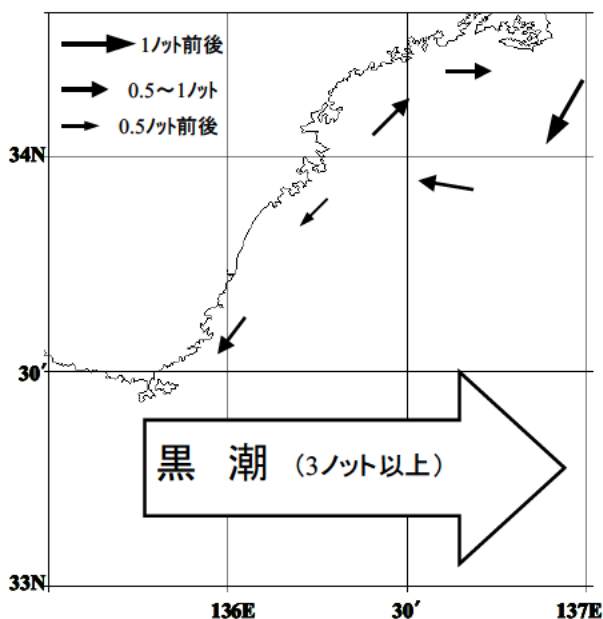 1ノット前後
0.5～1ノット
0.5ノット前後
34N
30′
黒 潮 (3ノット以上)
33N
136E 30′ 137E